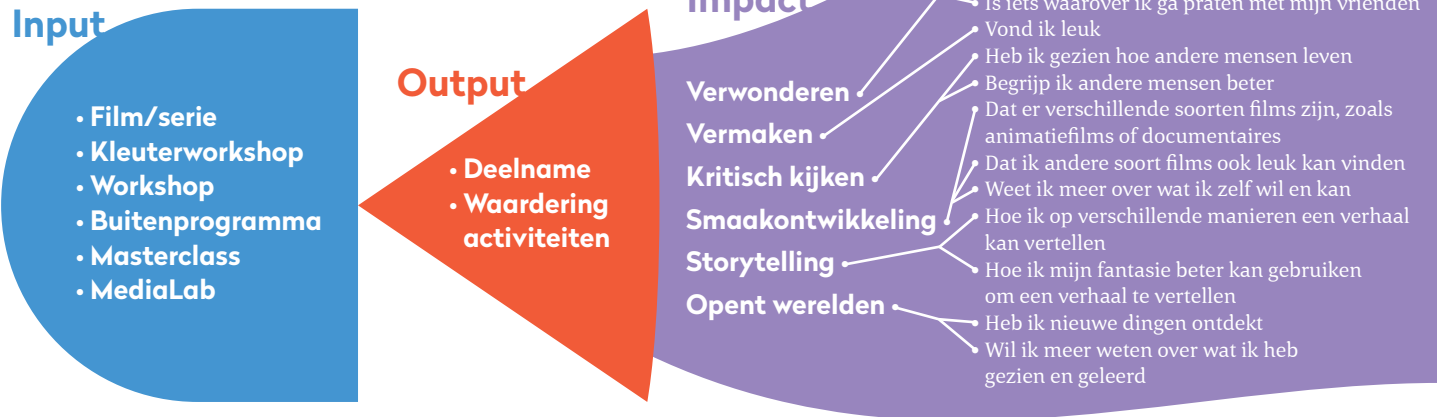 Input
• Film/serie
• Kleuterworkshop
• Workshop
• Buitenprogramma
• Masterclass
• MediaLab
Output
• Deelname
• Waardering
activiteiten
Impact
Verwonderen
Vermaken
Kritisch kijken
Smaakontwikkeling
Storytelling
Opent werelden
Is iets waarover ik ga praten met mijn vrienden
Vond ik leuk
Heb ik gezien hoe andere mensen leven
Begrijp ik andere mensen beter
Dat er verschillende soorten films zijn, zoals
animatiefilms of documentaires
Dat ik andere soort films ook leuk kan vinden
Weet ik meer over wat ik zelf wil en kan
Hoe ik op verschillende manieren een verhaal
kan vertellen
Hoe ik mijn fantasie beter kan gebruiken
om een verhaal te vertellen
Heb ik nieuwe dingen ontdekt
Wil ik meer weten over wat ik heb
gezien en geleerd